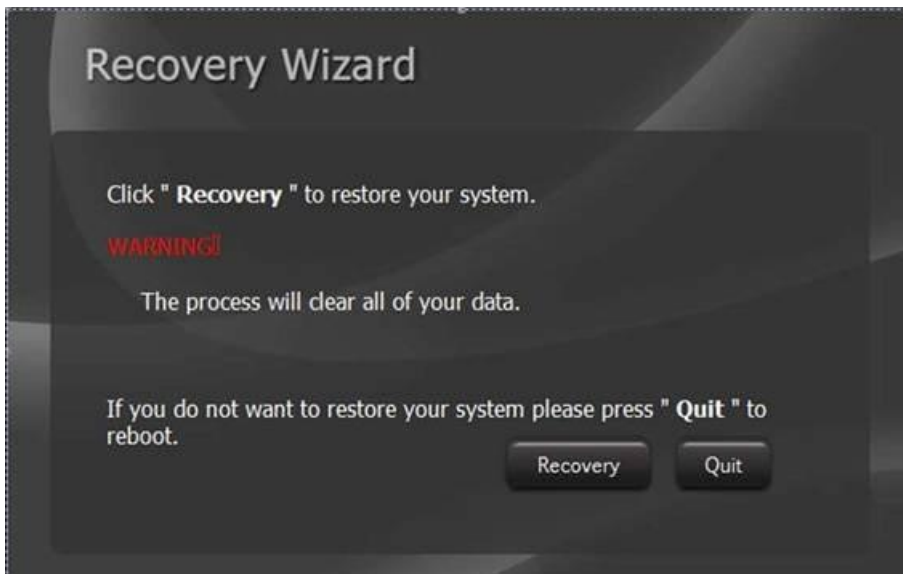 Recovery Wizard
Click " Recovery " to restore your system.
WARNING!!
The process will clear all of your data.
If you do not want to restore your system please press " Quit " to
reboot.
Recovery
Quit